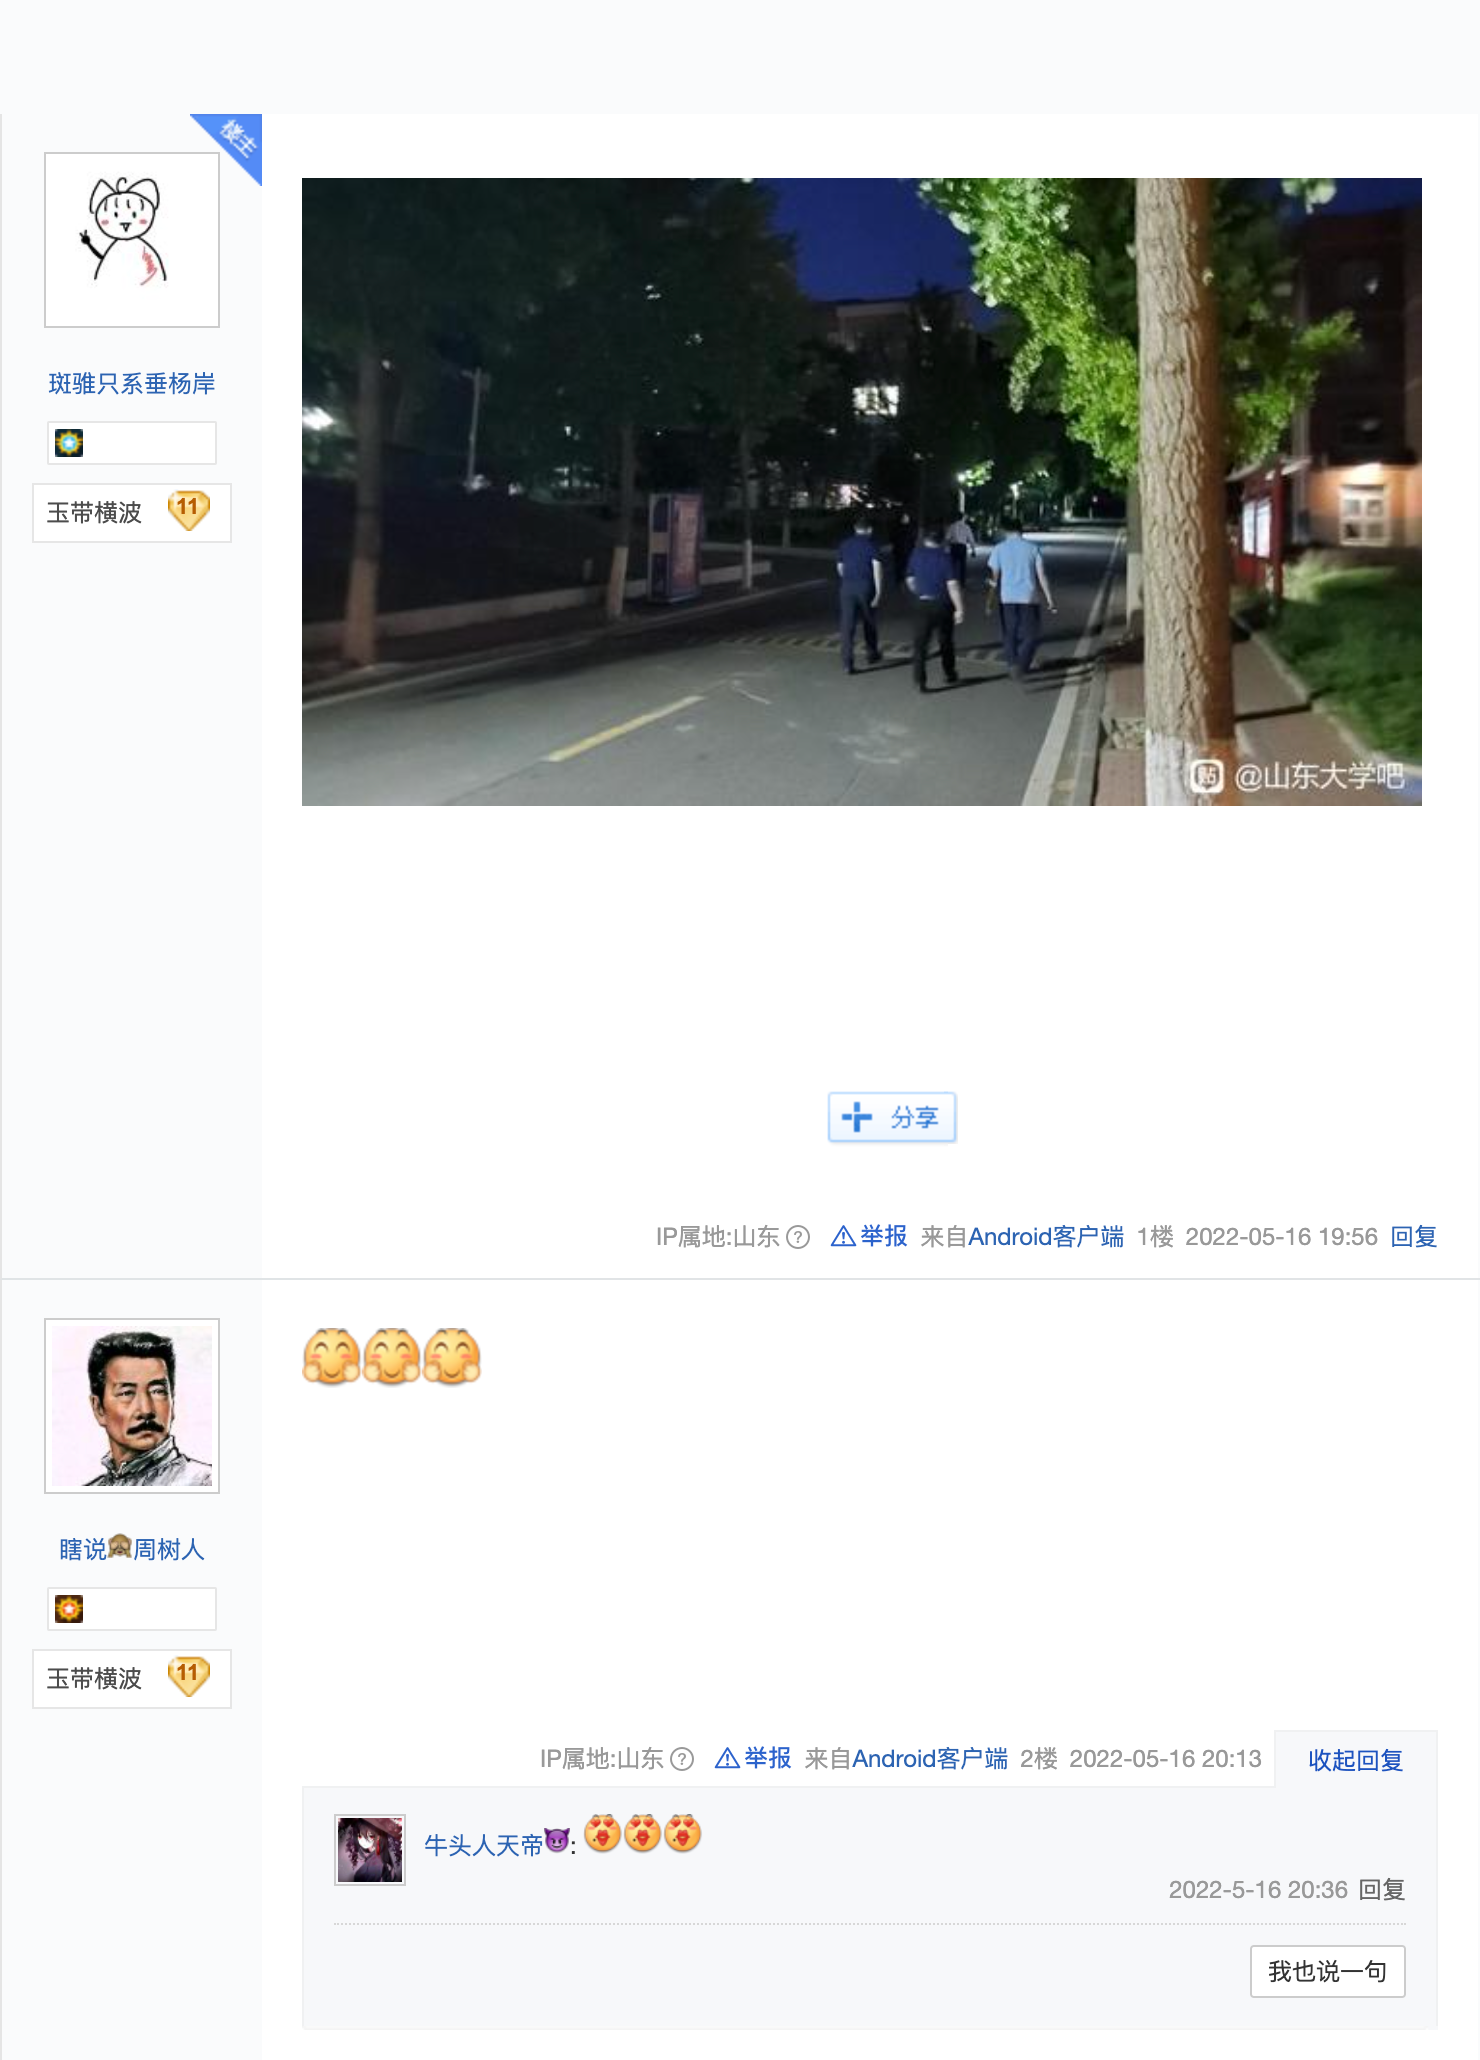 楼主
斑骓只系垂杨岸
玉带横波 11
@山东大学吧
分享
IP属地:山东 举报 来自Android客户端 1楼 2022-05-16 19:56 回复
瞎说🙈周树人
玉带横波 11
IP属地:山东 举报 来自Android客户端 2楼 2022-05-16 20:13 收起回复
牛头人天帝😈:
2022-5-16 20:36 回复
我也说一句